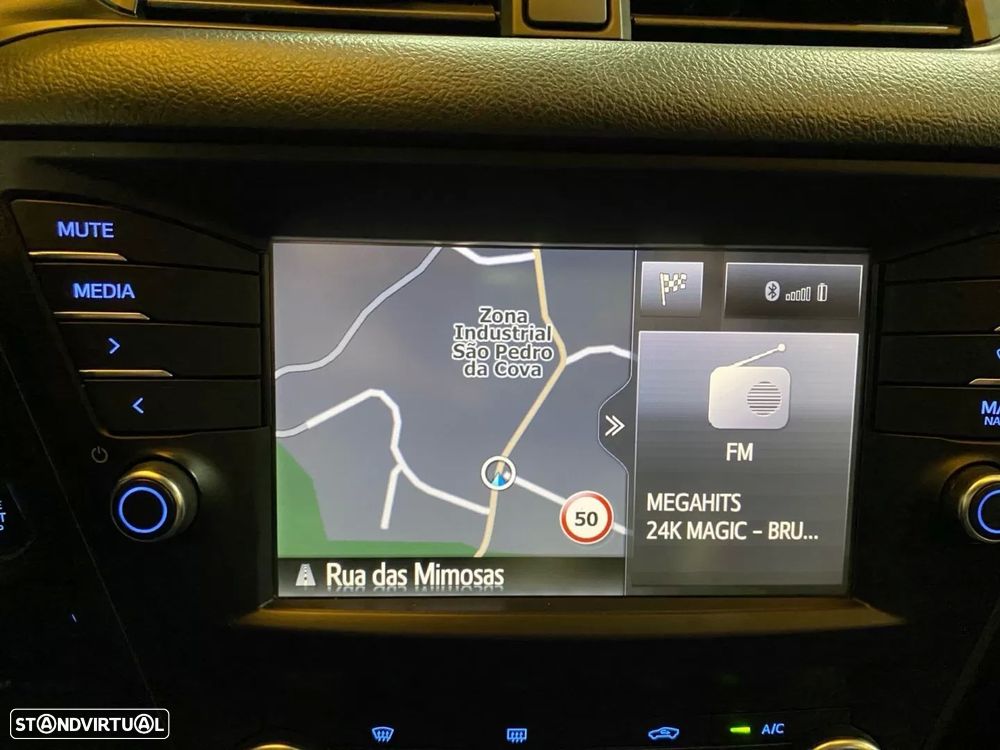 MUTE
MEDIA
Zona
Industrial
São Pedro
da Cova
50
Rua das Mimosas
FM
MEGAHITS
24K MAGIC – BRU...
A/C
STANDVIRTUAL